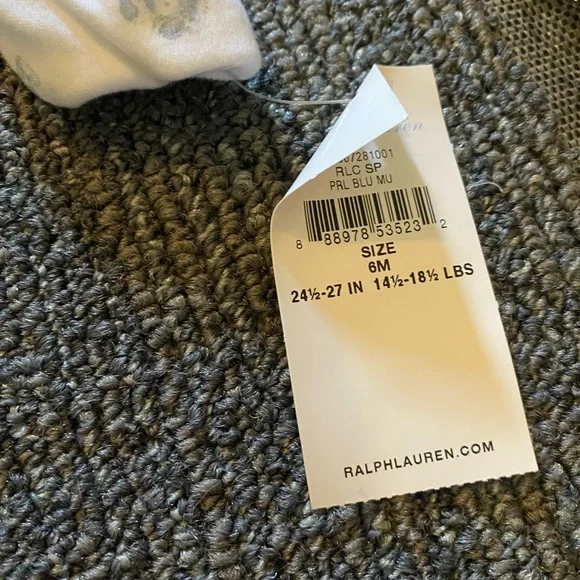 67281001
RLC SP
PRL BLU MU
8 88978 53523 2
SIZE
6M
24½-27 IN 14½-18½ LBS
RALPHLAUREN.COM